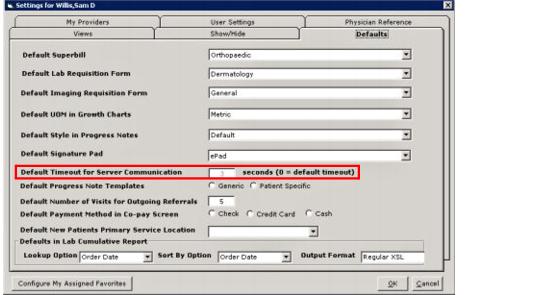 Settings for Willis,Sam D
My Providers User Settings Physician Reference
Views Show/Hide Defaults
Default Superbill Orthopaedic
Default Lab Requisition Form Dermatology
Default Imaging Requisition Form General
Default UOM in Growth Charts Metric
Default Style in Progress Notes Default
Default Signature Pad ePad
Default Timeout for Server Communication seconds (0 = default timeout)
Default Progress Note Templates Generic Patient Specific
Default Number of Visits for Outgoing Referrals 5
Default Payment Method in Co-pay Screen Check Credit Card Cash
Default New Patients Primary Service Location
Defaults in Lab Cumulative Report
Lookup Option Order Date Sort By Option Order Date Output Format Regular XSL
Configure My Assigned Favorites OK Cancel